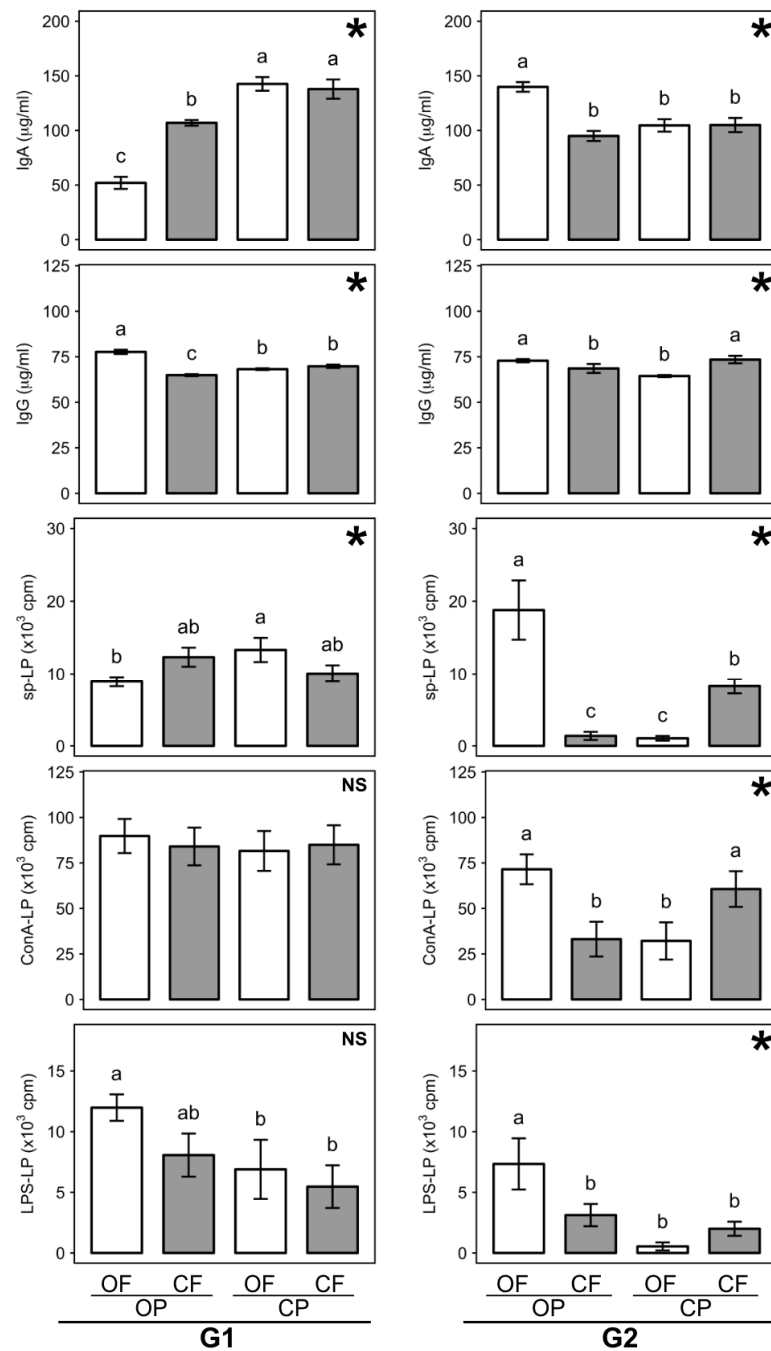 200
150
100
50
0
IgA (µg/ml)
c
b
a
a
*
200
150
100
50
0
IgA (µg/ml)
a
b
b
b
*
125
100
75
50
25
0
IgG (µg/ml)
a
c
b
b
*
125
100
75
50
25
0
IgG (µg/ml)
a
b
b
a
*
30
20
10
0
sp-LP (x10³ cpm)
b
ab
a
ab
*
30
20
10
0
sp-LP (x10³ cpm)
a
c
c
b
*
125
100
75
50
25
0
ConA-LP (x10³ cpm)
NS
125
100
75
50
25
0
ConA-LP (x10³ cpm)
a
b
b
a
*
15
10
5
0
LPS-LP (x10³ cpm)
a
ab
b
b
NS
15
10
5
0
LPS-LP (x10³ cpm)
a
b
b
b
*
OF CF OF CF
OP CP
G1
OF CF OF CF
OP CP
G2